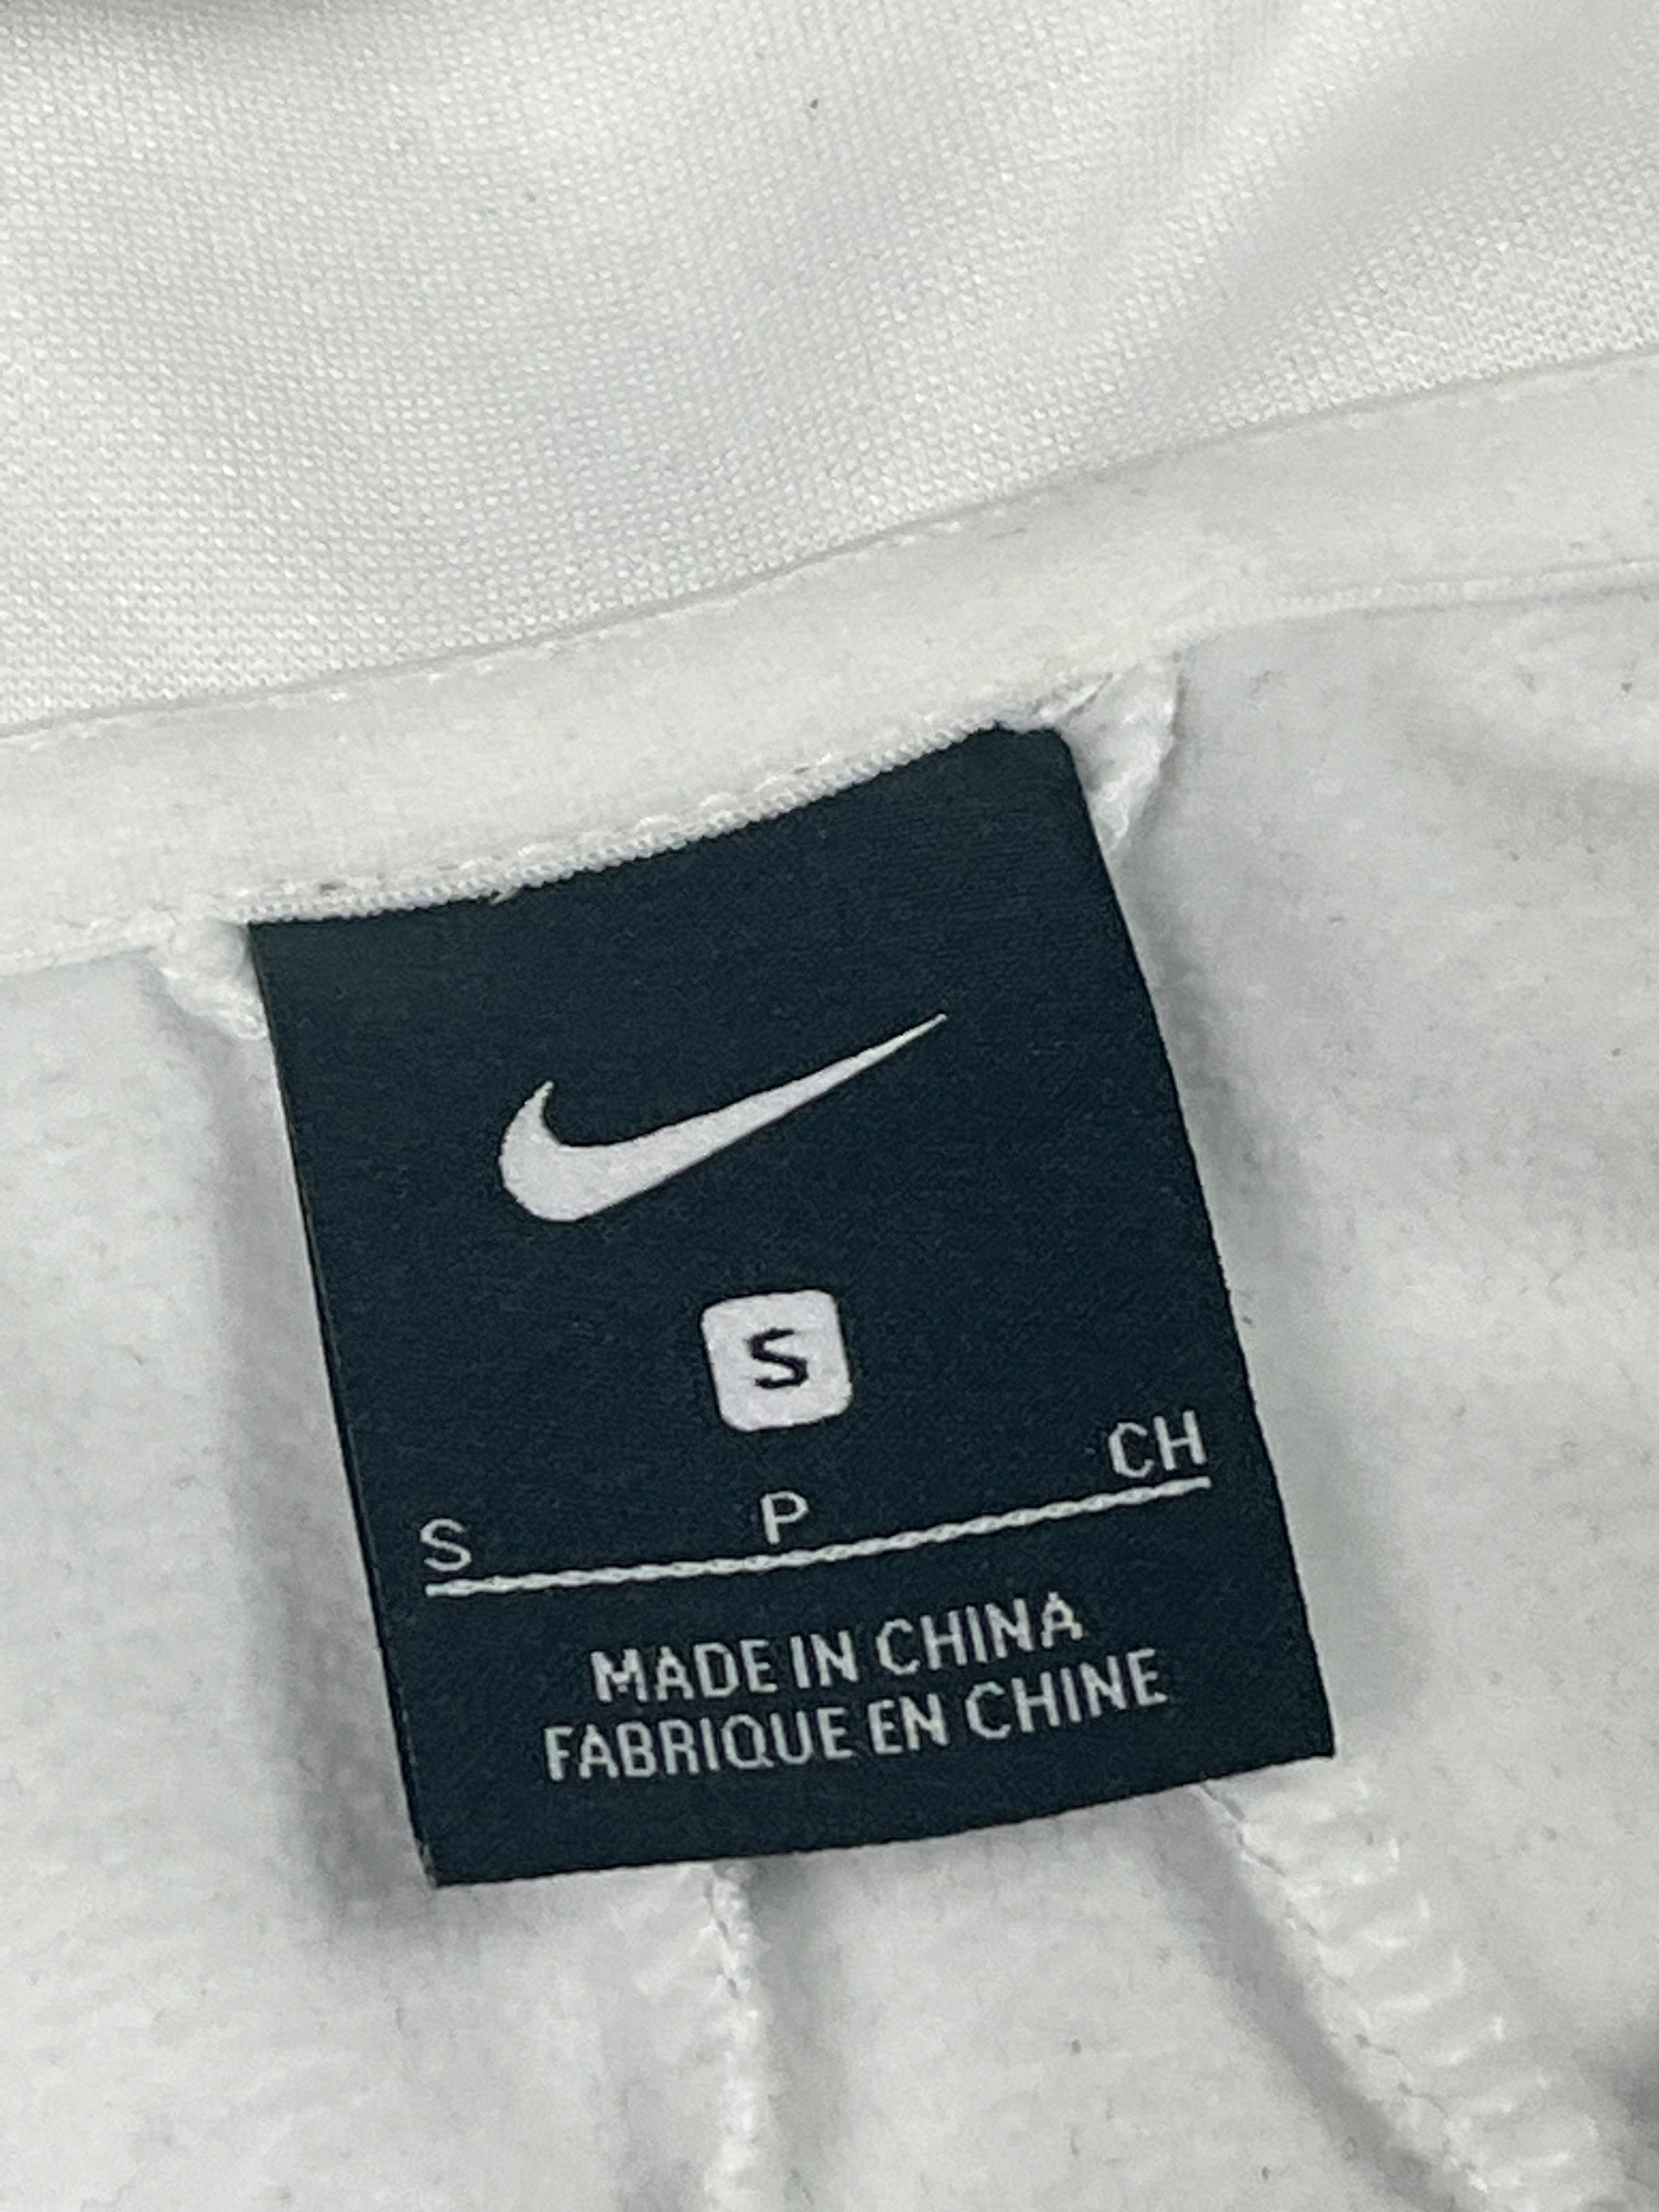 S
S P CH
MADE IN CHINA
FABRIQUE EN CHINE